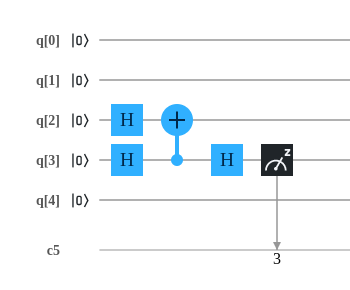 q[0] |0⟩
q[1] |0⟩
q[2] |0⟩ H +
q[3] |0⟩ H H z
q[4] |0⟩
c5
3